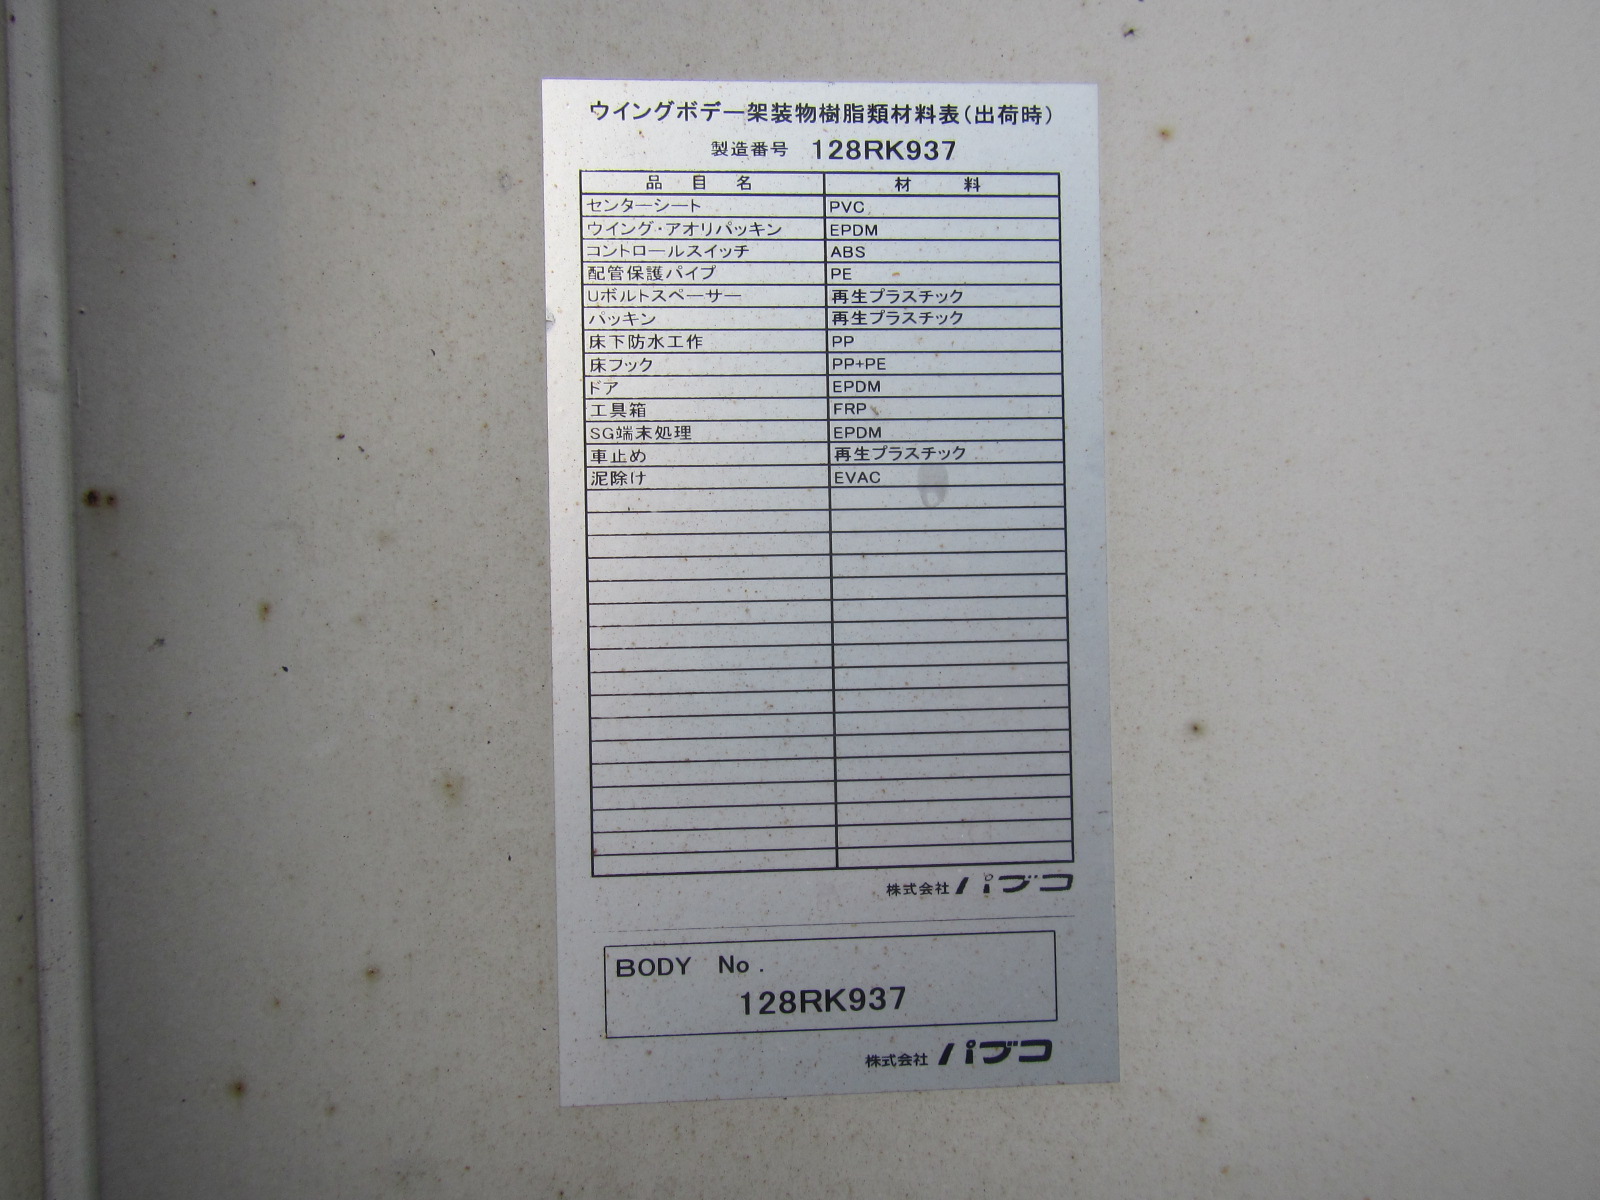 ウイングボデー架装物樹脂類材料表(出荷時)
製造番号 128RK937
品目名 材料
センターシート PVC
ウイング・アオリパッキン EPDM
コントロールスイッチ ABS
配管保護パイプ PE
Uボルトスペーサー 再生プラスチック
パッキン 再生プラスチック
床下防水工作 PP
床フック PP+PE
ドア EPDM
工具箱 FRP
SG端末処理 EPDM
車止め 再生プラスチック
泥除け EVAC
株式会社パブコ
BODY No.
128RK937
株式会社パブコ